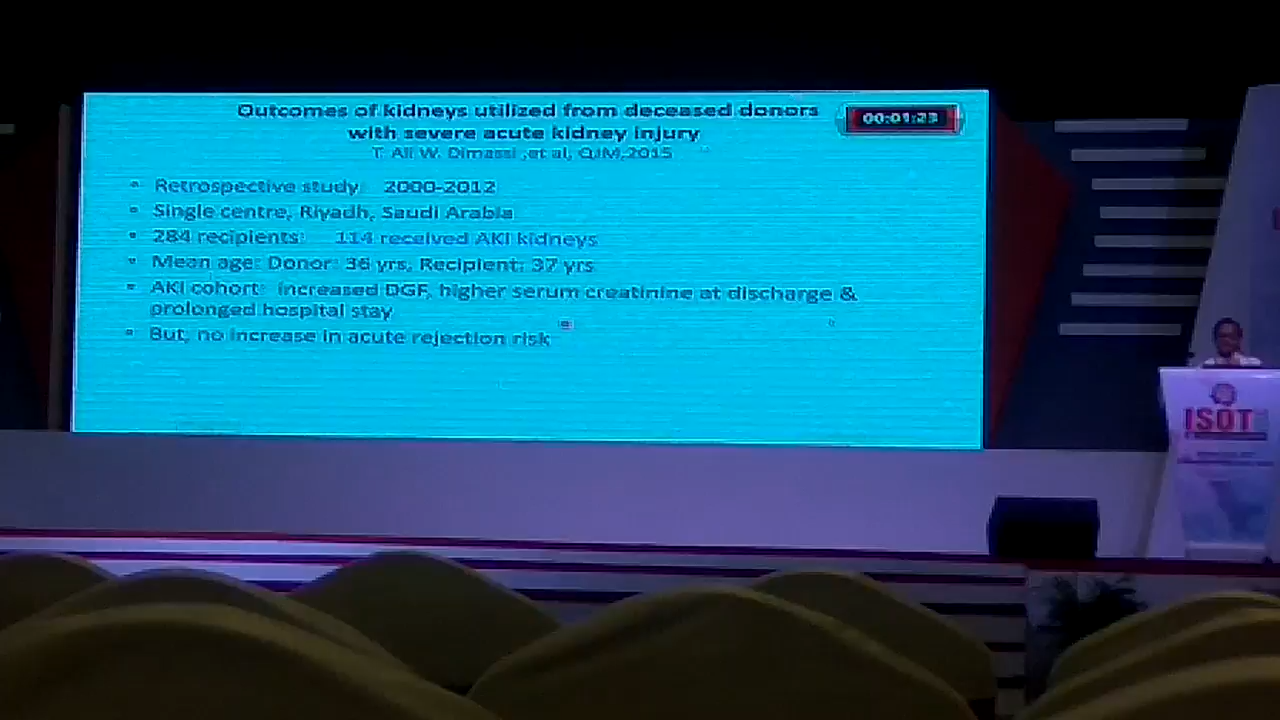 Outcomes of kidneys utilized from deceased donors
with severe acute kidney injury
T Ali W. Dimassi ,et al, QJM,2015
00:01:23
• Retrospective study: 2000-2012
• Single centre, Riyadh, Saudi Arabia
• 284 recipients: 114 received AKI kidneys
• Mean age: Donor: 36 yrs, Recipient: 37 yrs
• AKI cohort: increased DGF, higher serum creatinine at discharge &
prolonged hospital stay
• But, no increase in acute rejection risk
ISOT